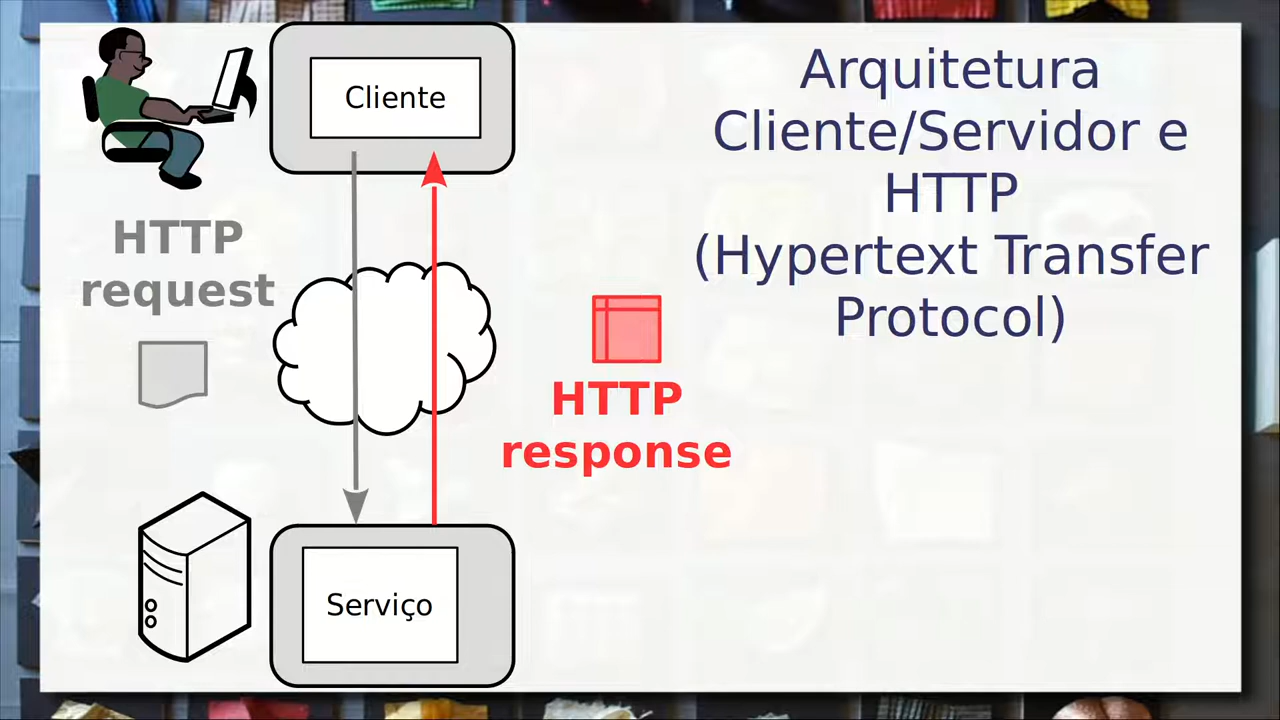 Cliente
Arquitetura
Cliente/Servidor e
HTTP
(Hypertext Transfer
Protocol)
HTTP
request
HTTP
response
Serviço